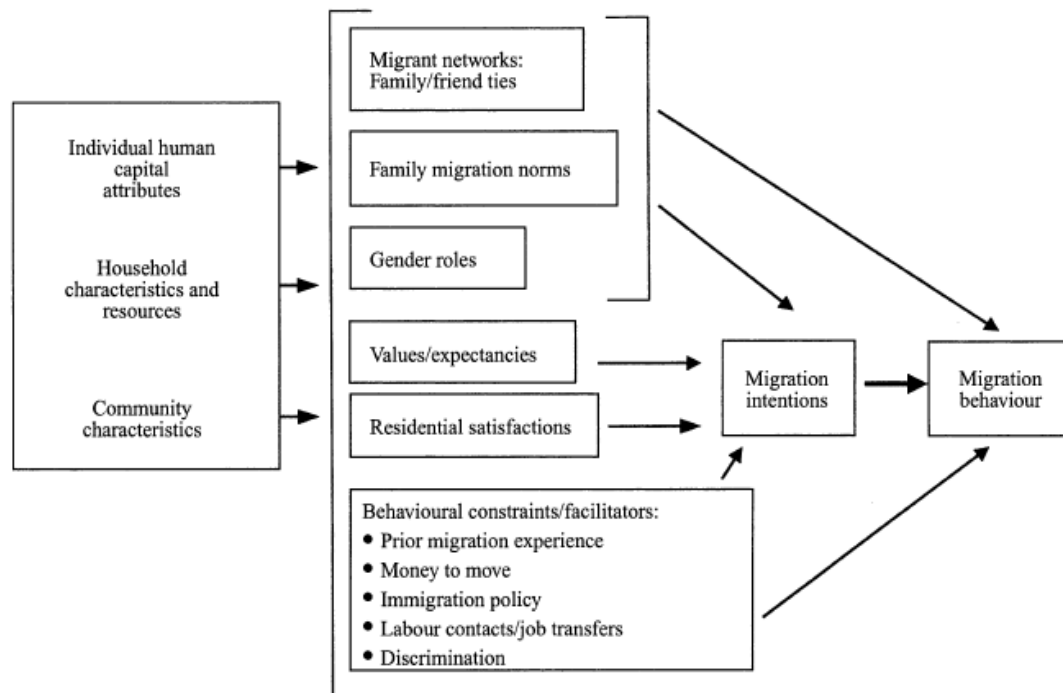 Individual human
capital
attributes
Household
characteristics and
resources
Community
characteristics
Migrant networks:
Family/friend ties
Family migration norms
Gender roles
Values/expectancies
Residential satisfactions
Behavioural constraints/facilitators:
• Prior migration experience
• Money to move
• Immigration policy
• Labour contacts/job transfers
• Discrimination
Migration
intentions
Migration
behaviour